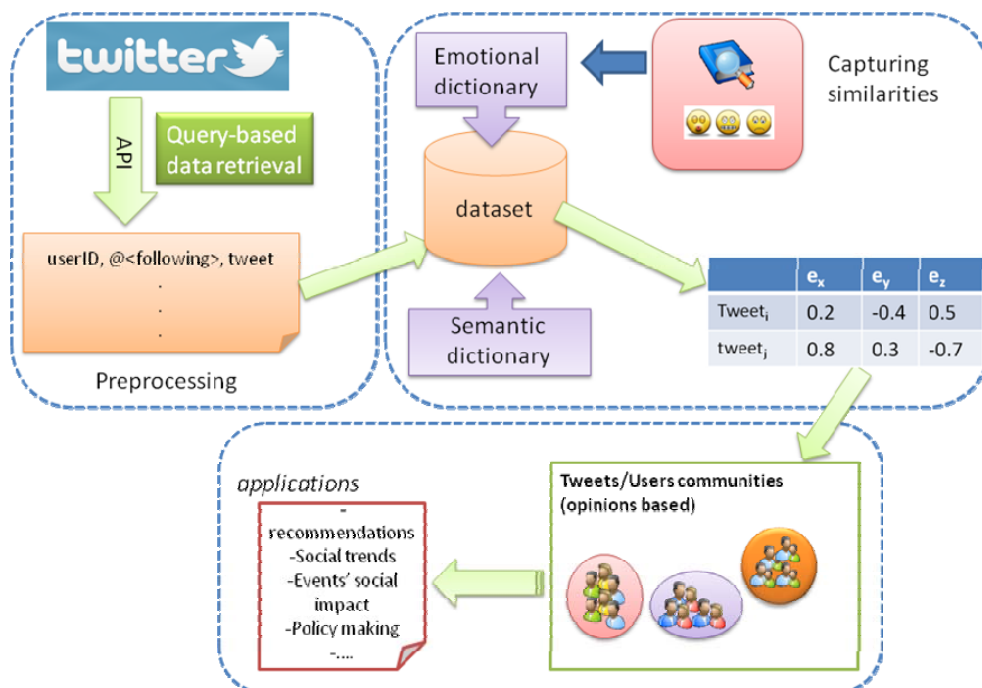 twitter
API
Query-based
data retrieval
userID, @<following>, tweet
.
.
.
.
Preprocessing
Emotional
dictionary
Capturing
similarities
dataset
Semantic
dictionary
eₓ e_y e_z
Tweetᵢ 0.2 -0.4 0.5
tweetⱼ 0.8 0.3 -0.7
applications
-
recommendations
-Social trends
-Events’ social
impact
-Policy making
-....
Tweets/Users communities
(opinions based)